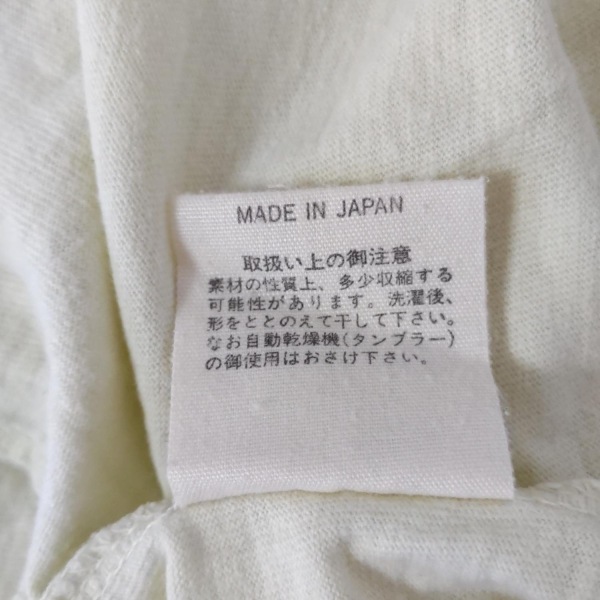 MADE IN JAPAN
取扱い上の御注意
素材の性質上、多少収縮する
可能性があります。洗濯後、
形をととのえて干して下さい。
なお自動乾燥機(タンブラー)
の御使用はおさけ下さい。